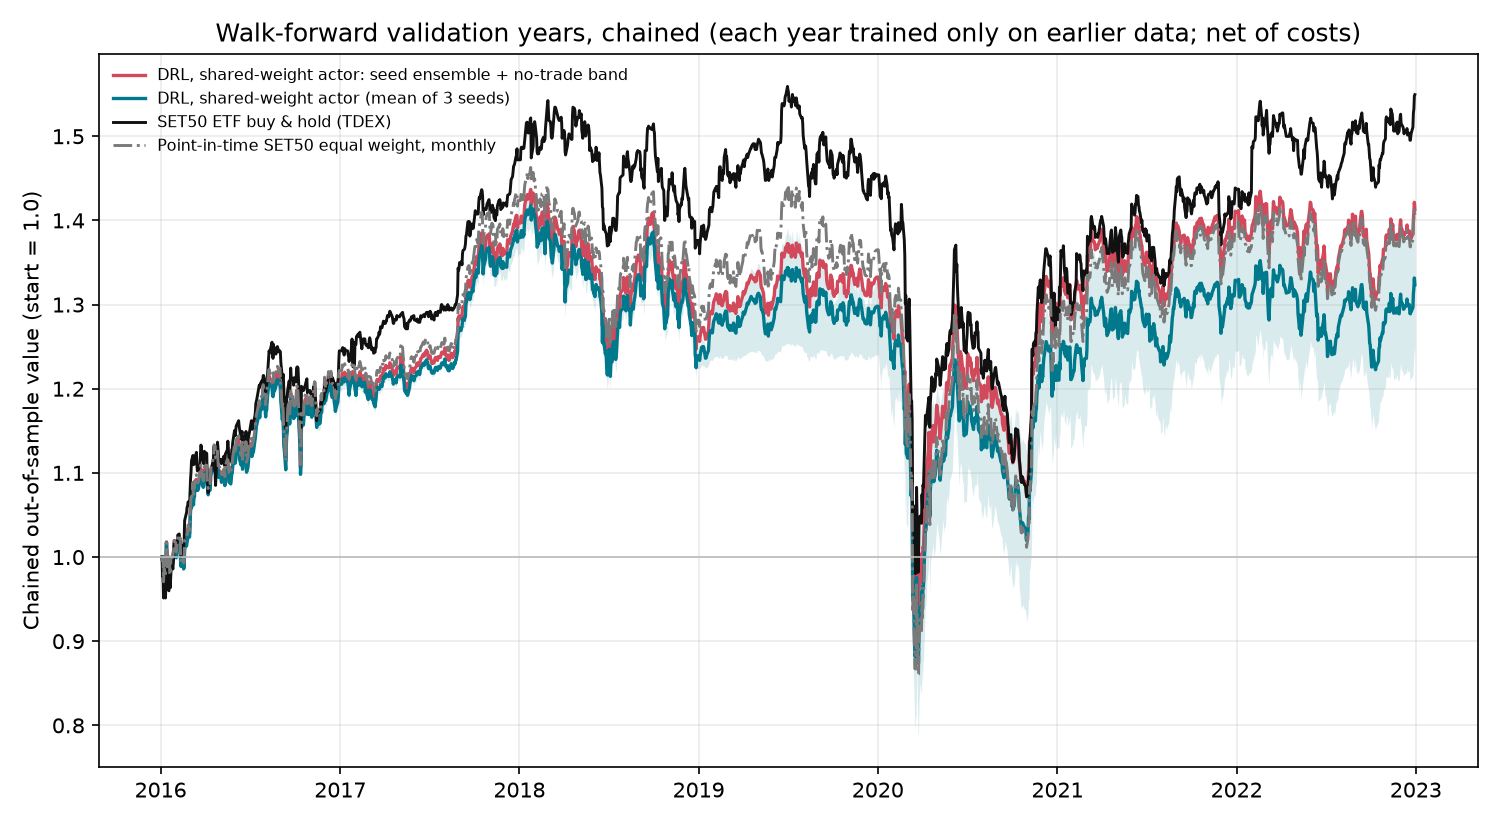 Walk-forward validation years, chained (each year trained only on earlier data; net of costs)
DRL, shared-weight actor: seed ensemble + no-trade band
DRL, shared-weight actor (mean of 3 seeds)
SET50 ETF buy & hold (TDEX)
Point-in-time SET50 equal weight, monthly
Chained out-of-sample value (start = 1.0)
1.5
1.4
1.3
1.2
1.1
1.0
0.9
0.8
2016 2017 2018 2019 2020 2021 2022 2023